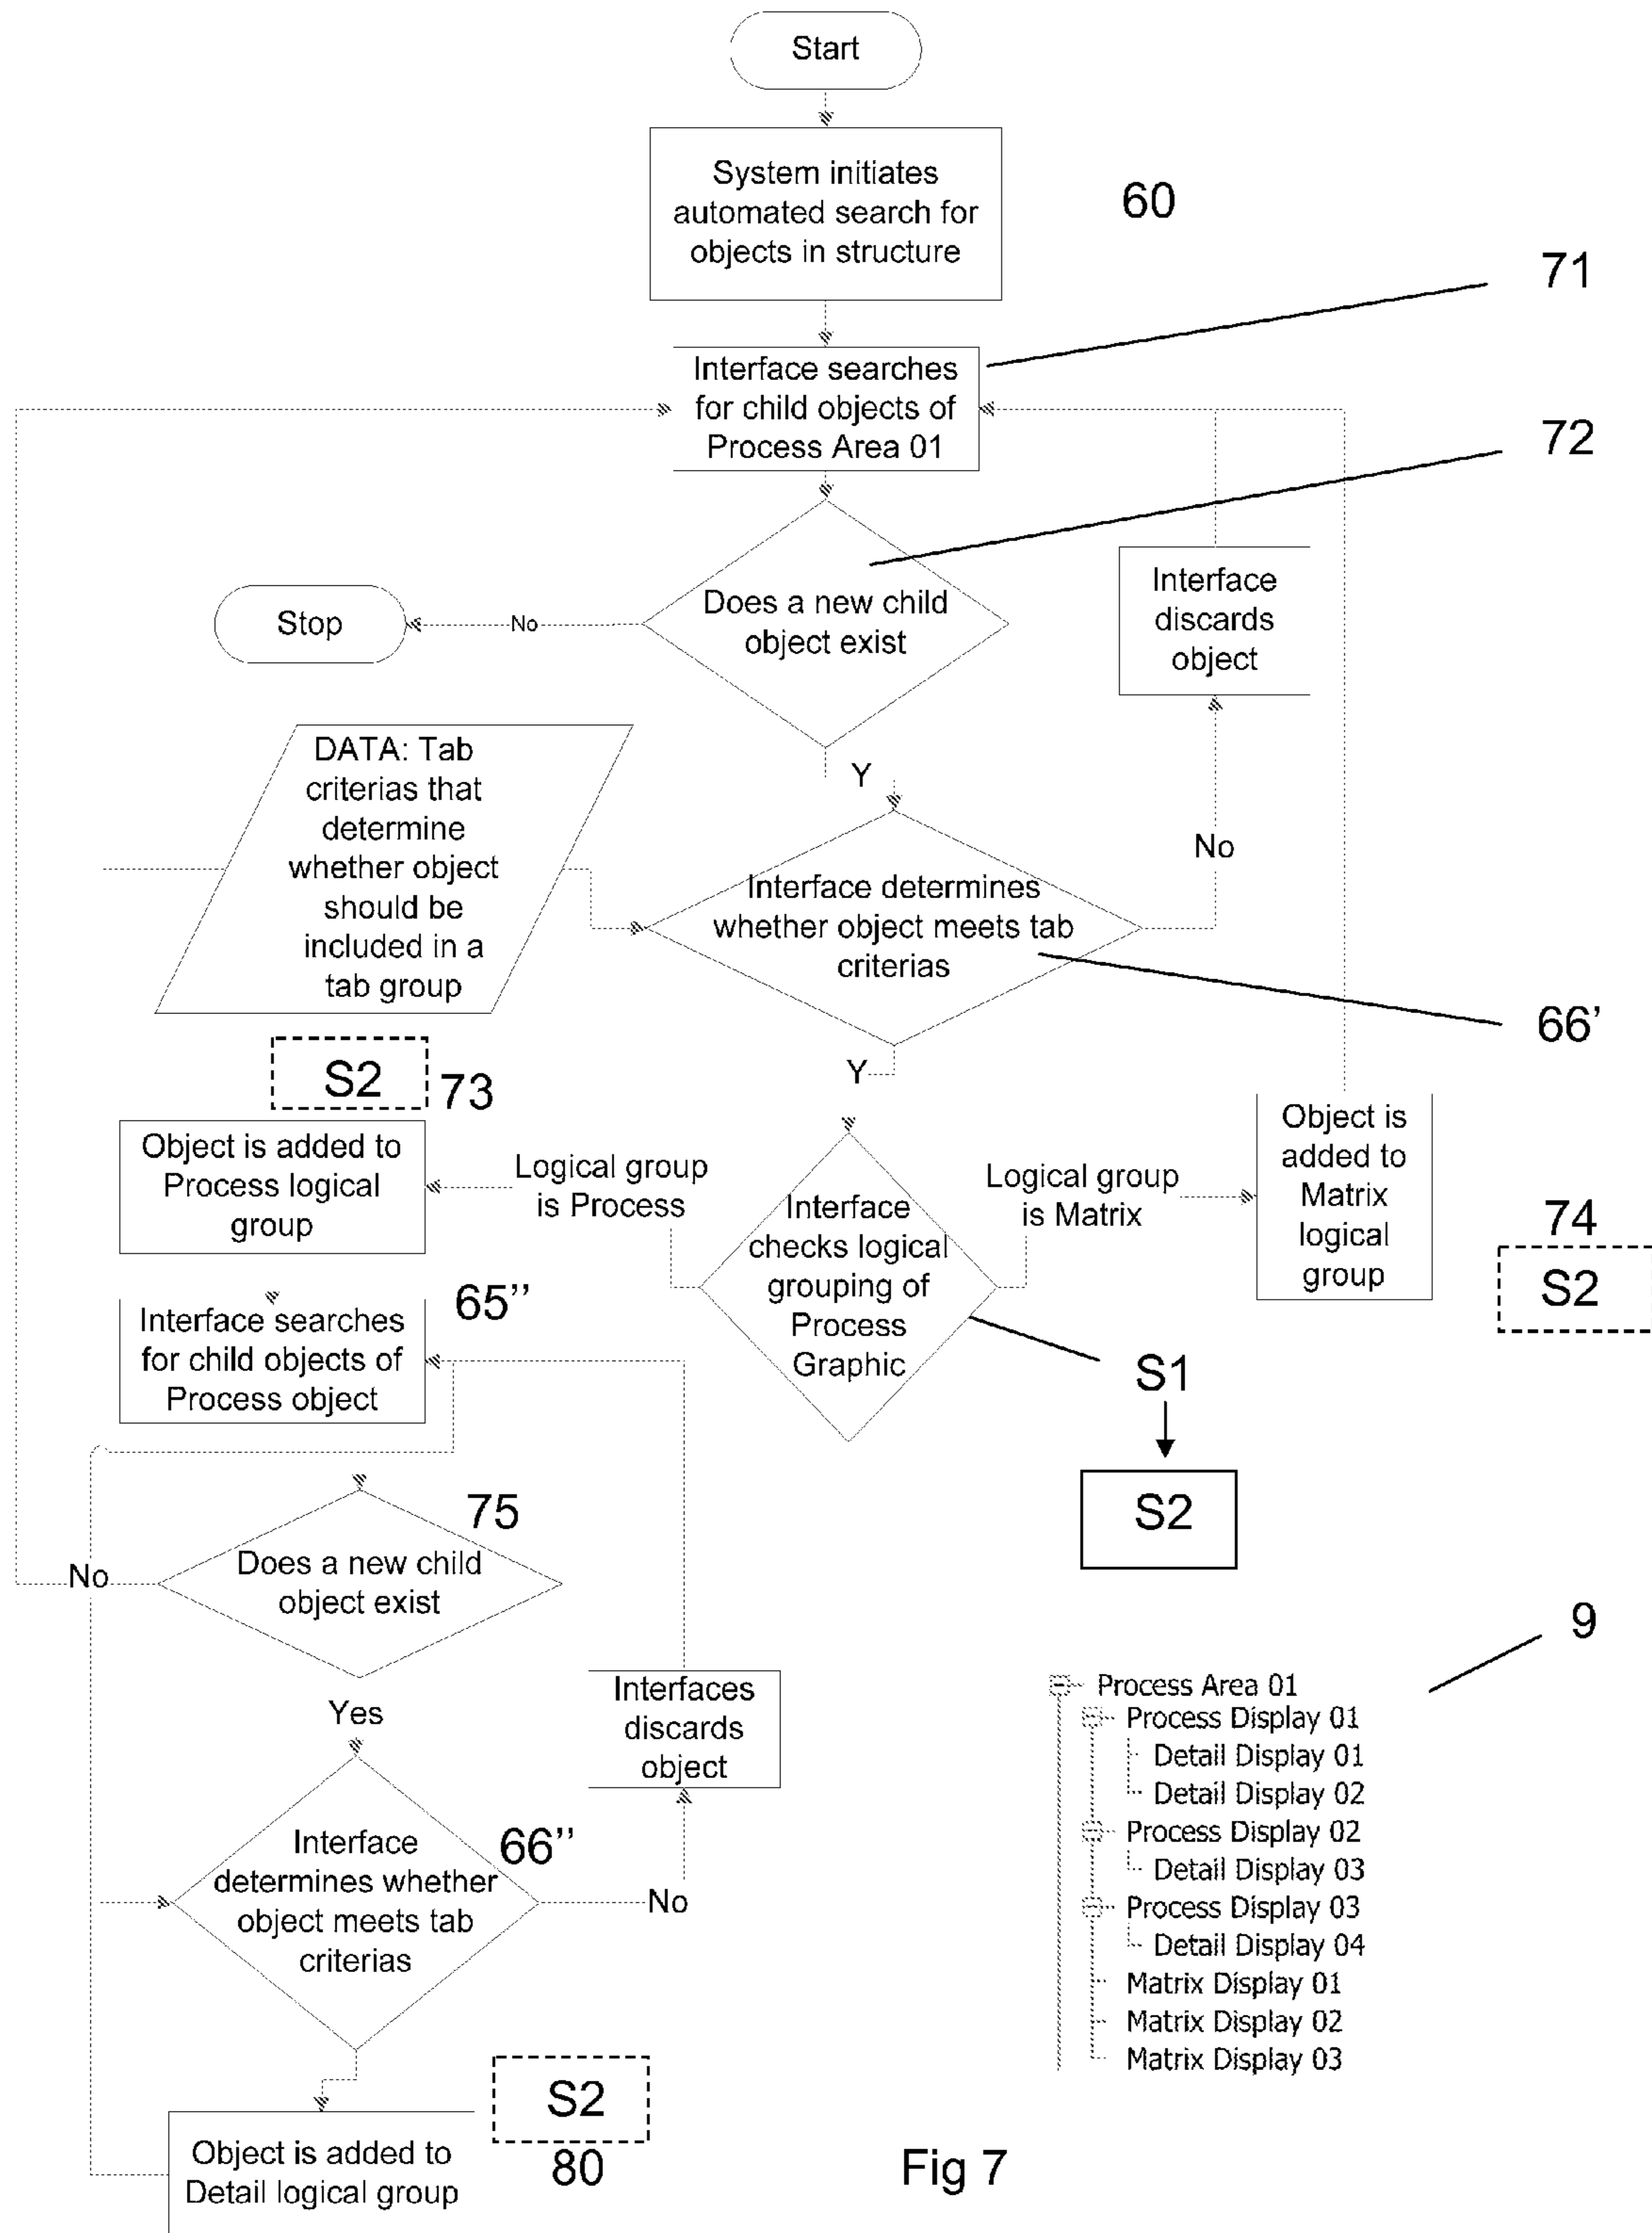 Start
System initiates
automated search for
objects in structure
60
71
Interface searches
for child objects of
Process Area 01
72
Does a new child
object exist
No
Stop
Interface
discards
object
Y
DATA: Tab
criterias that
determine
whether object
should be
included in a
tab group
Interface determines
whether object meets tab
criterias
No
66'
Y
S2
73
Object is added to
Process logical
group
Logical group
is Process
Interface
checks logical
grouping of
Process
Graphic
Logical group
is Matrix
Object is
added to
Matrix
logical
group
74
S2
65''
Interface searches
for child objects of
Process object
S1
S2
75
Does a new child
object exist
No
Yes
Interfaces
discards
object
9
Process Area 01
Process Display 01
Detail Display 01
Detail Display 02
Process Display 02
Detail Display 03
Process Display 03
Detail Display 04
Matrix Display 01
Matrix Display 02
Matrix Display 03
Interface
determines whether
object meets tab
criterias
66''
No
S2
80
Object is added to
Detail logical group
Fig 7